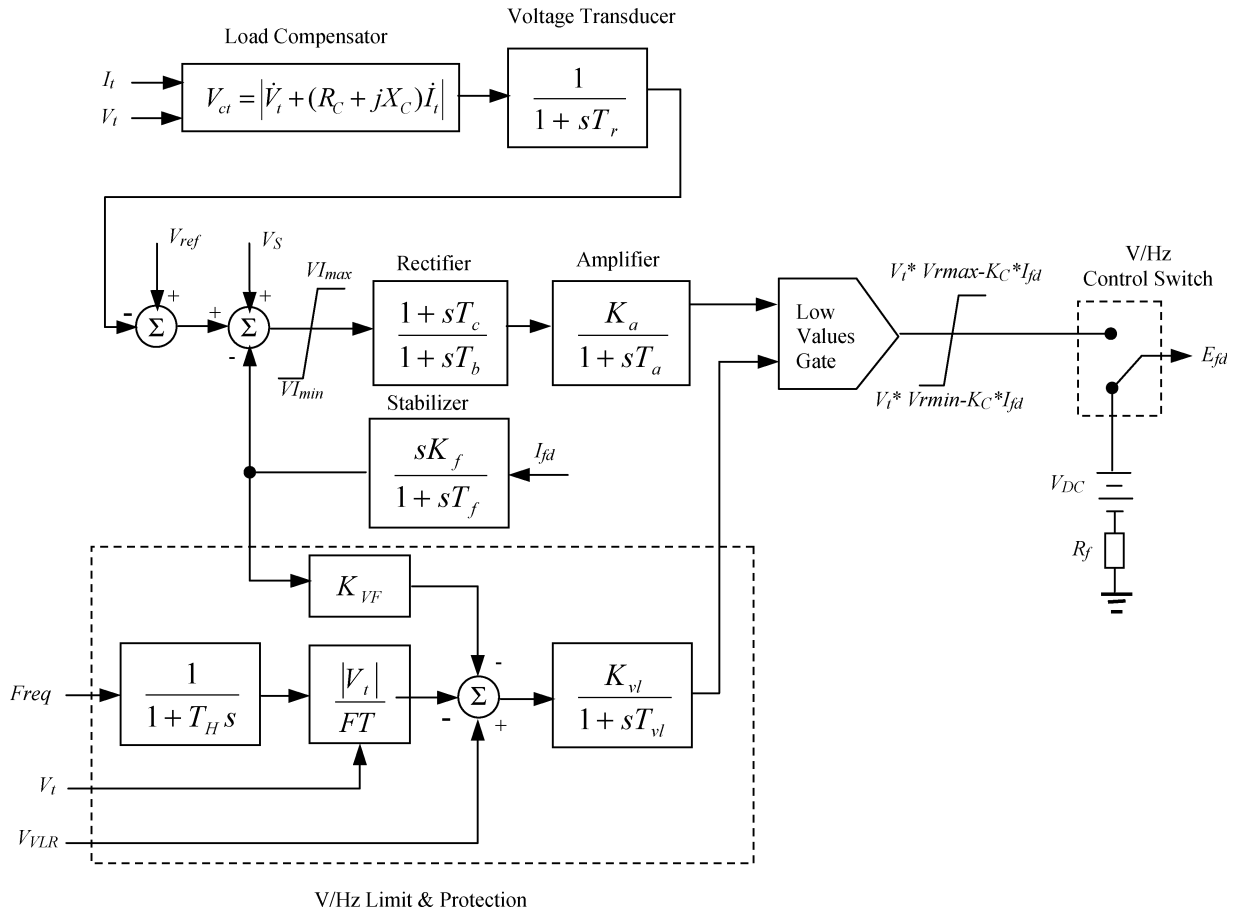 Voltage Transducer
Load Compensator
I_t
V_t
V_ct = |V̇_t + (R_C + jX_C)İ_t|
1
1 + sT_r
V_ref
V_S
VI_max
VI_min
+
-
Σ
+
+
Σ
-
Rectifier
1 + sT_c
1 + sT_b
Amplifier
K_a
1 + sT_a
Low
Values
Gate
V_t* Vrmax-K_C*I_fd
V_t* Vrmin-K_C*I_fd
V/Hz
Control Switch
E_fd
V_DC
R_f
Stabilizer
sK_f
1 + sT_f
I_fd
K_VF
Freq
1
1 + T_H s
|V_t|
FT
-
-
Σ
+
K_vl
1 + sT_vl
V_t
V_VLR
V/Hz Limit & Protection